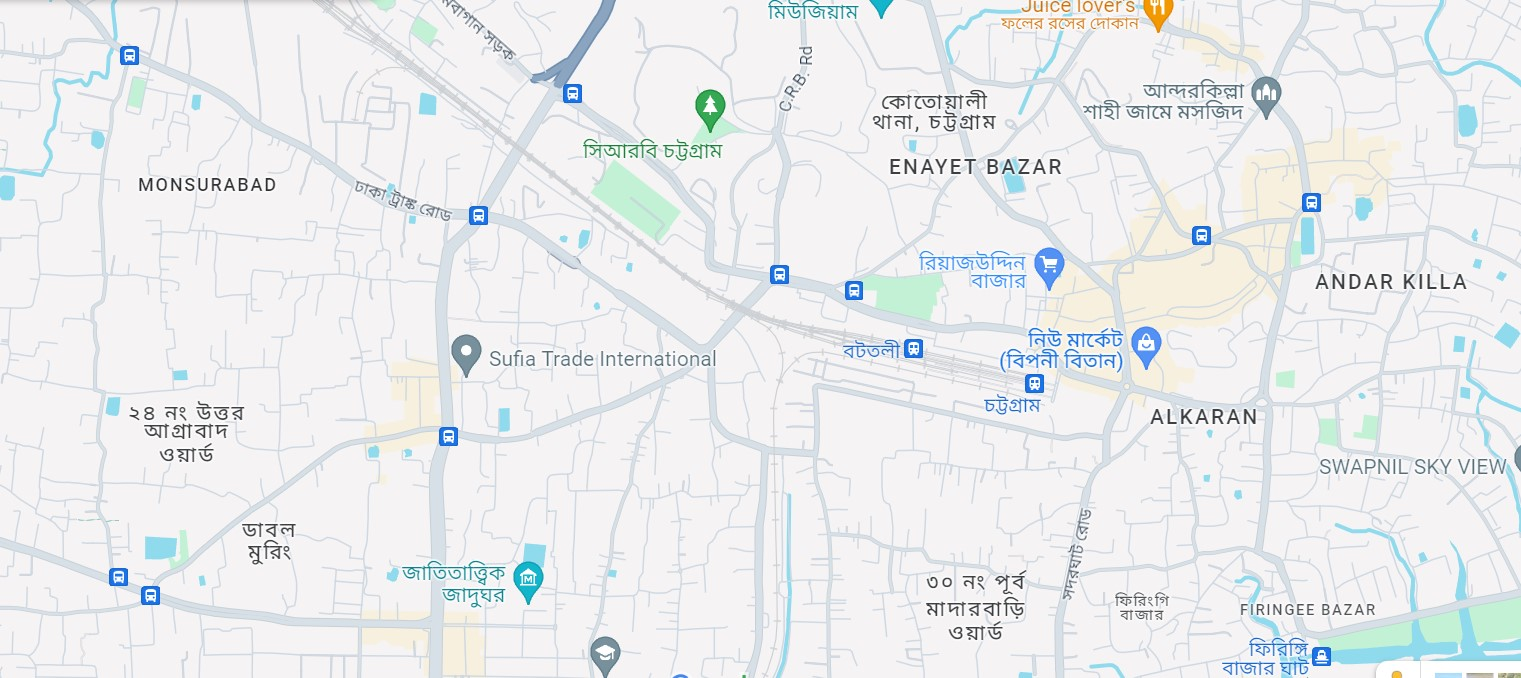 Juice lover's
ফলের রসের দোকান
মিউজিয়াম
আন্দরকিল্লা
শাহী জামে মসজিদ
C.R.B. Rd
কোতোয়ালী
থানা, চট্টগ্রাম
সিআরবি চট্টগ্রাম
ENAYET BAZAR
MONSURABAD
ঢাকা ট্রাঙ্ক রোড
রিয়াজউদ্দিন
বাজার
ANDAR KILLA
নিউ মার্কেট
(বিপনী বিতান)
বটতলী
Sufia Trade International
চট্টগ্রাম
ALKARAN
২৪ নং উত্তর
আগ্রাবাদ
ওয়ার্ড
SWAPNIL SKY VIEW
ডাবল
মুরিং
জাতিতাত্ত্বিক
জাদুঘর
সদরঘাট রোড
৩০ নং পূর্ব
মাদারবাড়ি
ওয়ার্ড
ফিরিংগি
বাজার
FIRINGEE BAZAR
ফিরিঙ্গি
বাজার ঘাট